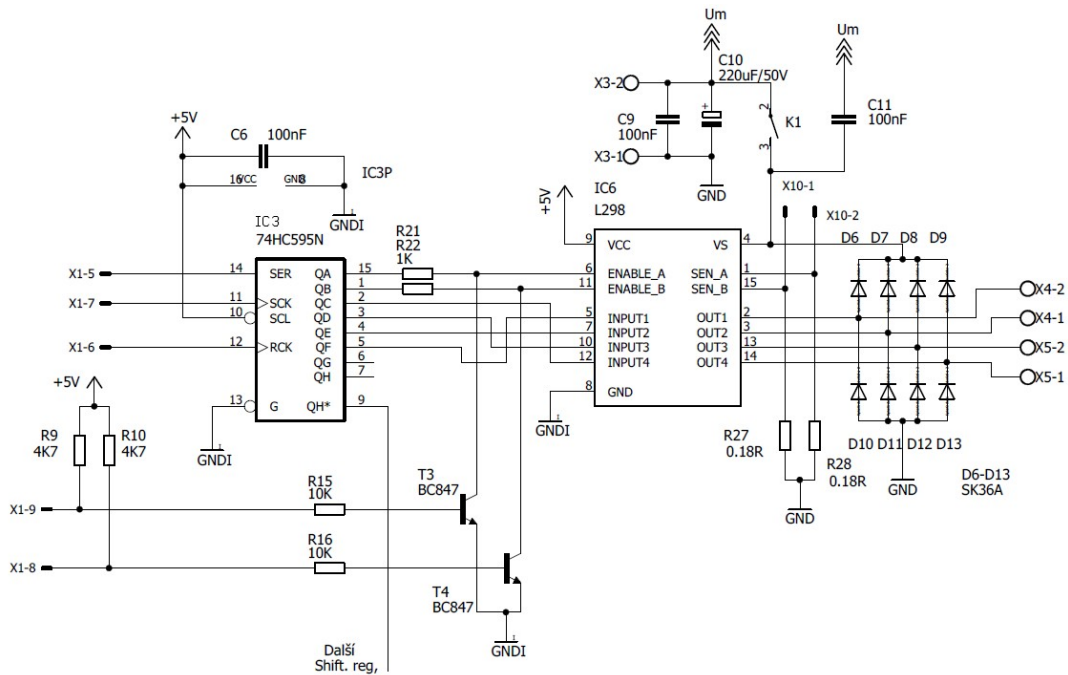 Um
Um
X3-2
C10
220uF/50V
C9
100nF
K1
2
3
C11
100nF
X3-1
GND
+5V
C6
100nF
16
VCC
GND
8
IC3P
GNDI
IC3
74HC595N
X1-5
14
SER
QA
15
X1-7
11
SCK
QB
1
10
SCL
QC
2
QD
3
X1-6
12
RCK
QE
4
QF
5
QG
6
QH
7
13
G
QH*
9
GNDI
R21
R22
1K
+5V
IC6
L298
9
VCC
VS
4
6
ENABLE_A
SEN_A
1
11
ENABLE_B
SEN_B
15
5
INPUT1
OUT1
2
7
INPUT2
OUT2
3
10
INPUT3
OUT3
13
12
INPUT4
OUT4
14
8
GND
GNDI
X10-1
X10-2
D6
D7
D8
D9
X4-2
X4-1
X5-2
X5-1
D10
D11
D12
D13
GND
D6-D13
SK36A
R27
0.18R
R28
0.18R
GND
+5V
R9
4K7
R10
4K7
X1-9
R15
10K
T3
BC847
X1-8
R16
10K
T4
BC847
GNDI
Další
Shift. reg,